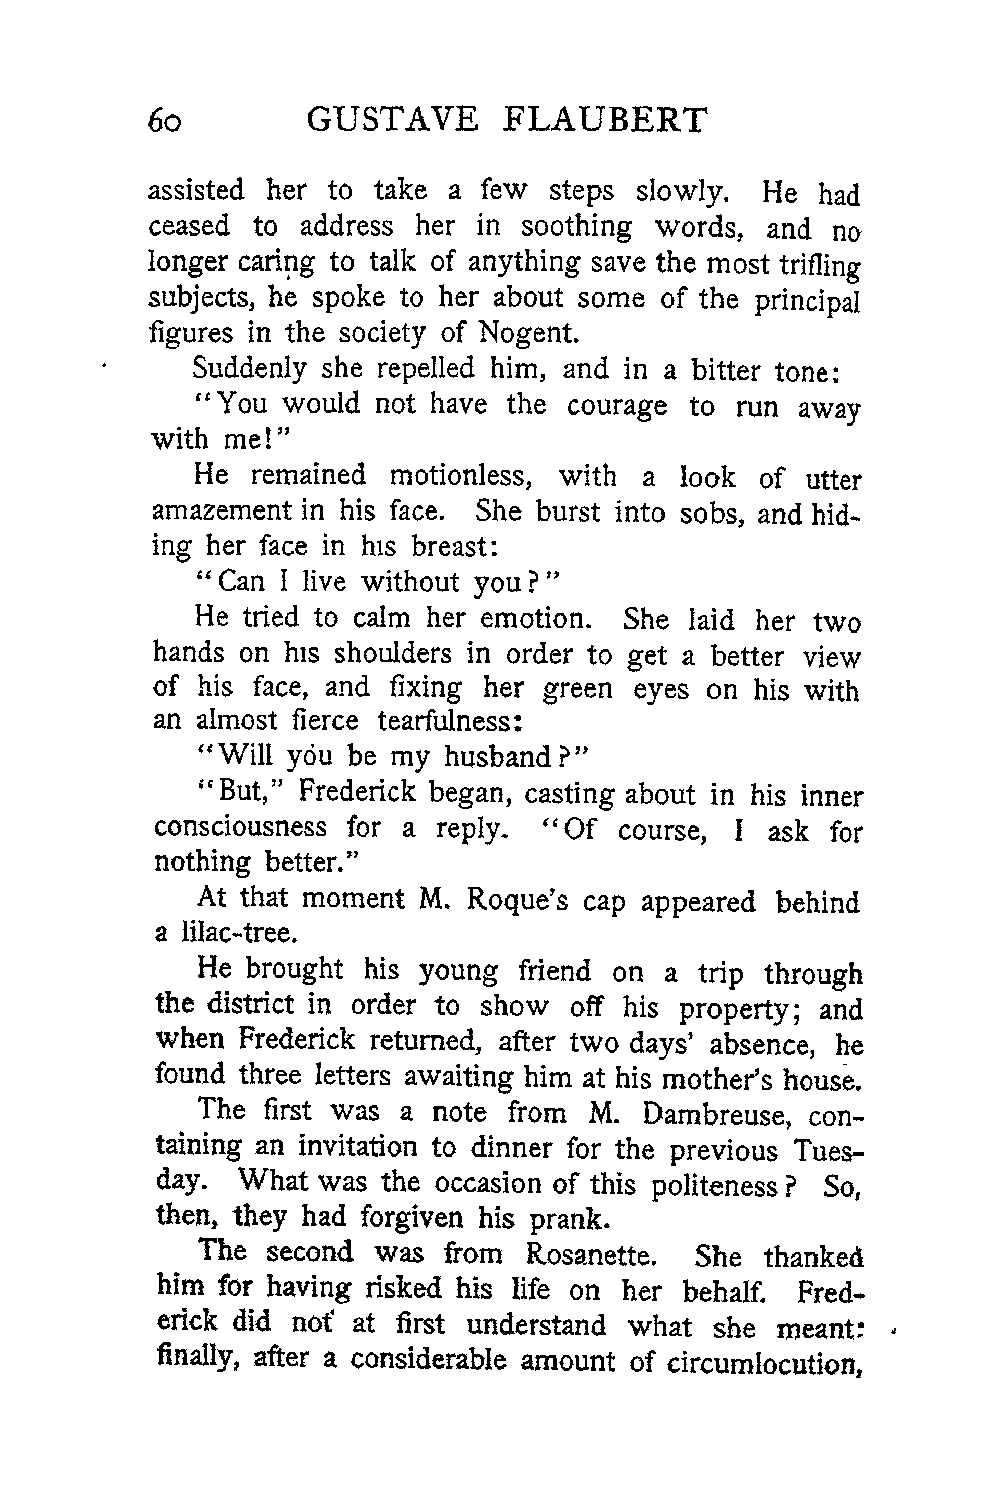 60 GUSTAVE FLAUBERT
assisted her to take a few steps slowly. He had
ceased to address her in soothing words, and no
longer caring to talk of anything save the most trifling
subjects, he spoke to her about some of the principal
figures in the society of Nogent.
Suddenly she repelled him, and in a bitter tone:
"You would not have the courage to run away
with me!"
He remained motionless, with a look of utter
amazement in his face. She burst into sobs, and hid-
ing her face in his breast:
"Can I live without you?"
He tried to calm her emotion. She laid her two
hands on his shoulders in order to get a better view
of his face, and fixing her green eyes on his with
an almost fierce tearfulness:
"Will you be my husband?"
"But," Frederick began, casting about in his inner
consciousness for a reply. "Of course, I ask for
nothing better."
At that moment M. Roque's cap appeared behind
a lilac-tree.
He brought his young friend on a trip through
the district in order to show off his property; and
when Frederick returned, after two days' absence, he
found three letters awaiting him at his mother's house.
The first was a note from M. Dambreuse, con-
taining an invitation to dinner for the previous Tues-
day. What was the occasion of this politeness? So,
then, they had forgiven his prank.
The second was from Rosanette. She thanked
him for having risked his life on her behalf. Fred-
erick did not at first understand what she meant:
finally, after a considerable amount of circumlocution,